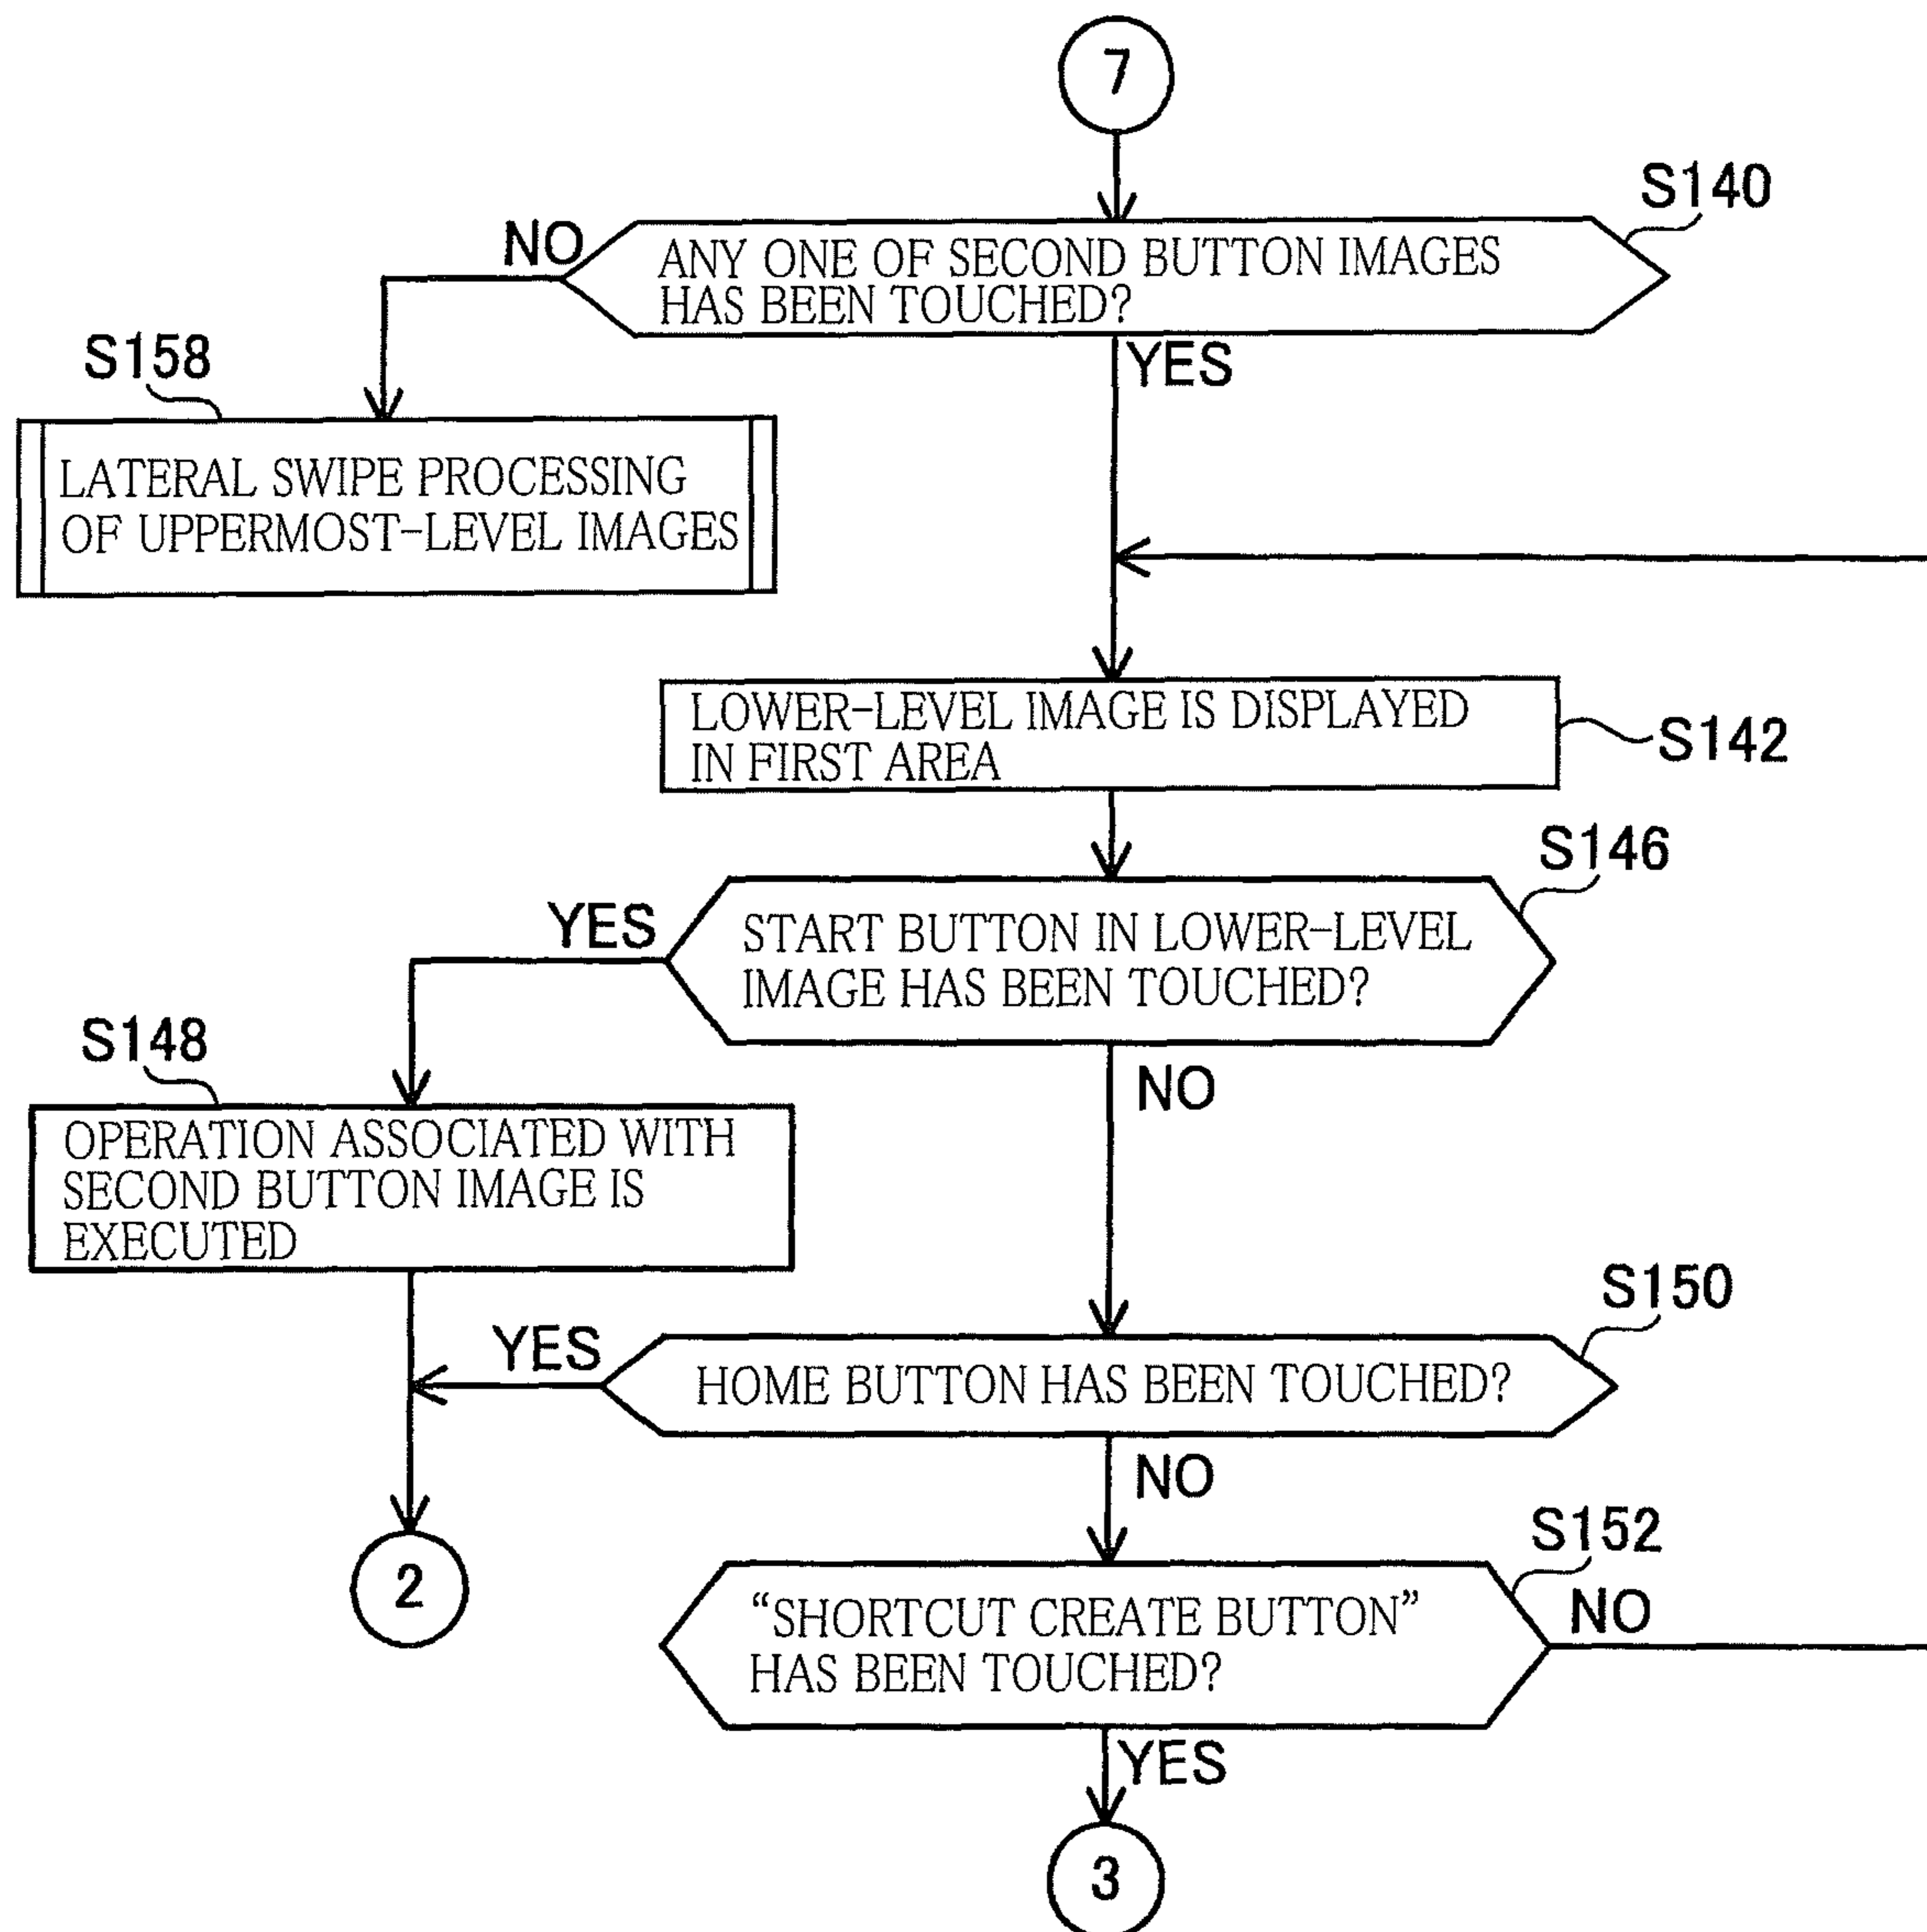 7
S140
NO
ANY ONE OF SECOND BUTTON IMAGES
HAS BEEN TOUCHED?
YES
S158
LATERAL SWIPE PROCESSING
OF UPPERMOST-LEVEL IMAGES
LOWER-LEVEL IMAGE IS DISPLAYED
IN FIRST AREA
S142
S146
YES
START BUTTON IN LOWER-LEVEL
IMAGE HAS BEEN TOUCHED?
NO
S148
OPERATION ASSOCIATED WITH
SECOND BUTTON IMAGE IS
EXECUTED
S150
YES
HOME BUTTON HAS BEEN TOUCHED?
NO
S152
2
“SHORTCUT CREATE BUTTON”
HAS BEEN TOUCHED?
NO
YES
3